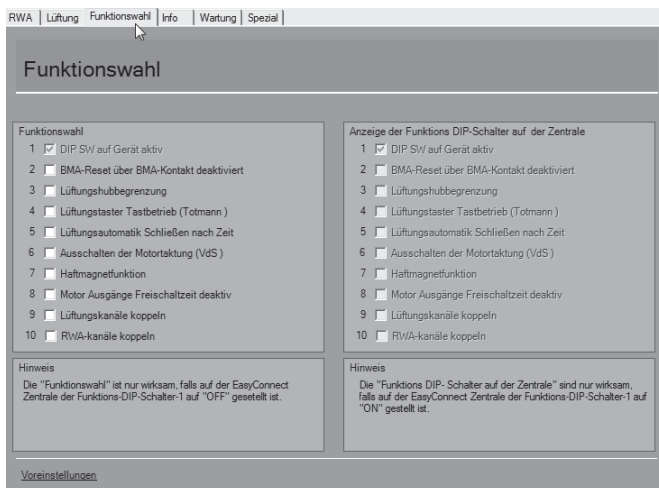 RWA Lüftung Funktionswahl Info Wartung Spezial
Funktionswahl
Funktionswahl
1 DIP SW auf Gerät aktiv
2 BMA-Reset über BMA-Kontakt deaktiviert
3 Lüftungshubbegrenzung
4 Lüftungstaster Tastbetrieb (Totmann )
5 Lüftungsautomatik Schließen nach Zeit
6 Ausschalten der Motortaktung (VdS )
7 Haftmagnetfunktion
8 Motor Ausgänge Freischaltzeit deaktiv
9 Lüftungskanäle koppeln
10 RWA-kanäle koppeln
Anzeige der Funktions DIP-Schalter auf der Zentrale
1 DIP SW auf Gerät aktiv
2 BMA-Reset über BMA-Kontakt deaktiviert
3 Lüftungshubbegrenzung
4 Lüftungstaster Tastbetrieb (Totmann )
5 Lüftungsautomatik Schließen nach Zeit
6 Ausschalten der Motortaktung (VdS )
7 Haftmagnetfunktion
8 Motor Ausgänge Freischaltzeit deaktiv
9 Lüftungskanäle koppeln
10 RWA-kanäle koppeln
Hinweis
Die "Funktionswahl" ist nur wirksam, falls auf der EasyConnect
Zentrale der Funktions-DIP-Schalter-1 auf "OFF" gesetellt ist.
Hinweis
Die "Funktions DIP- Schalter auf der Zentrale" sind nur wirksam,
falls auf der EasyConnect Zentrale der Funktions-DIP-Schalter-1 auf
"ON" gestellt ist.
Voreinstellungen